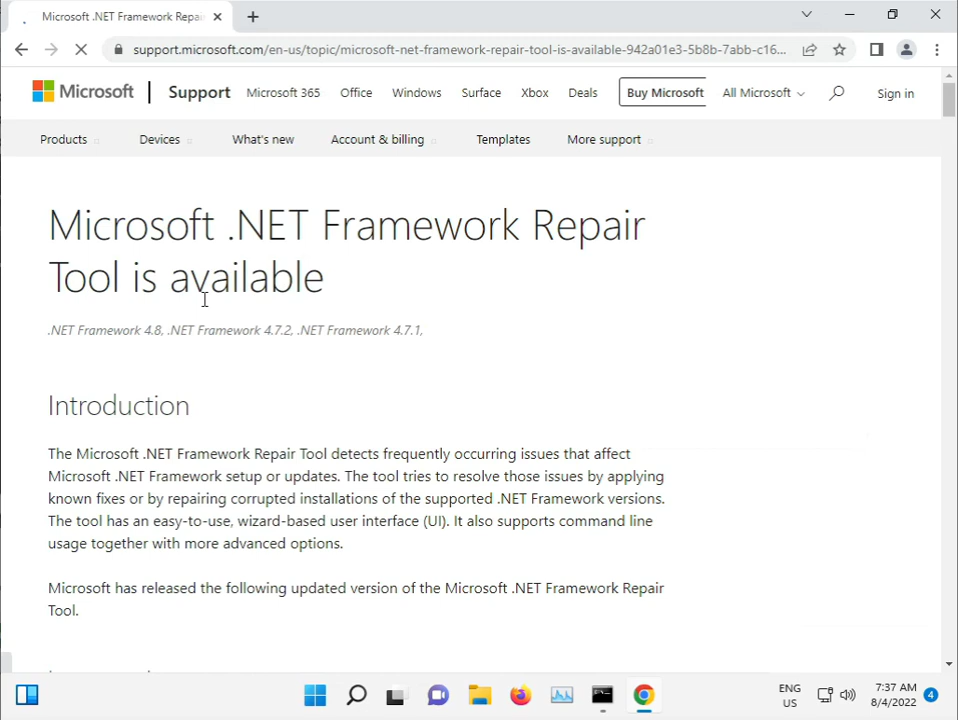 Microsoft .NET Framework Repair
support.microsoft.com/en-us/topic/microsoft-net-framework-repair-tool-is-available-942a01e3-5b8b-7abb-c16...
Microsoft Support Microsoft 365 Office Windows Surface Xbox Deals Buy Microsoft All Microsoft Sign in
Products Devices What's new Account & billing Templates More support
Microsoft .NET Framework Repair
Tool is available
.NET Framework 4.8, .NET Framework 4.7.2, .NET Framework 4.7.1,
Introduction
The Microsoft .NET Framework Repair Tool detects frequently occurring issues that affect
Microsoft .NET Framework setup or updates. The tool tries to resolve those issues by applying
known fixes or by repairing corrupted installations of the supported .NET Framework versions.
The tool has an easy-to-use, wizard-based user interface (UI). It also supports command line
usage together with more advanced options.
Microsoft has released the following updated version of the Microsoft .NET Framework Repair
Tool.
ENG 7:37 AM
US 8/4/2022 4